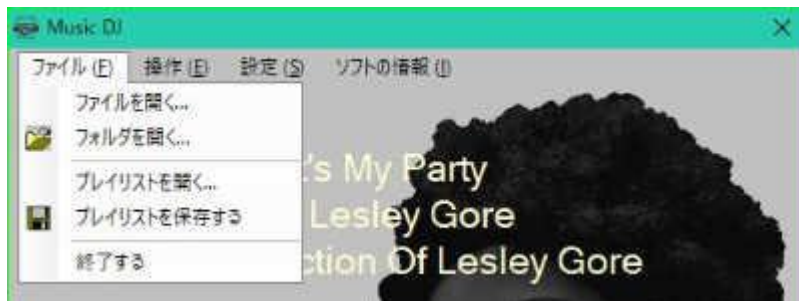 Music DJ
ファイル (F) 操作 (E) 設定 (S) ソフトの情報 (I)
ファイルを開く...
フォルダを開く...
プレイリストを開く...
プレイリストを保存する
終了する
's My Party
Lesley Gore
ction Of Lesley Gore